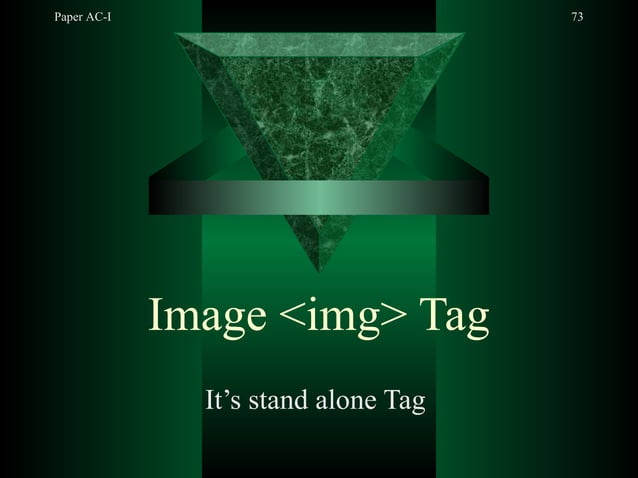 Paper AC-I
73
Image <img> Tag
It’s stand alone Tag